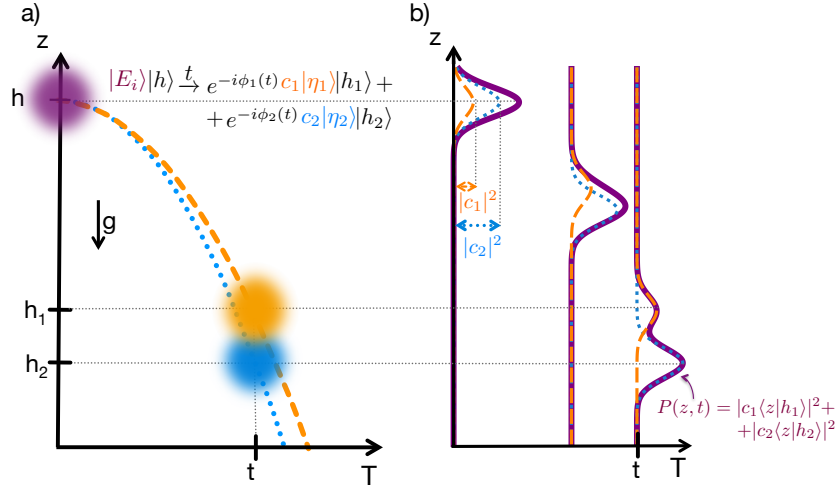 a)
z
|E_i⟩|h⟩ →^t e^{-iϕ_1(t)} c_1|η_1⟩|h_1⟩ +
+ e^{-iϕ_2(t)} c_2|η_2⟩|h_2⟩
h
g
h_1
h_2
t
T
b)
z
|c_1|^2
|c_2|^2
P(z,t) = |c_1⟨z|h_1⟩|^2+
+|c_2⟨z|h_2⟩|^2
t
T